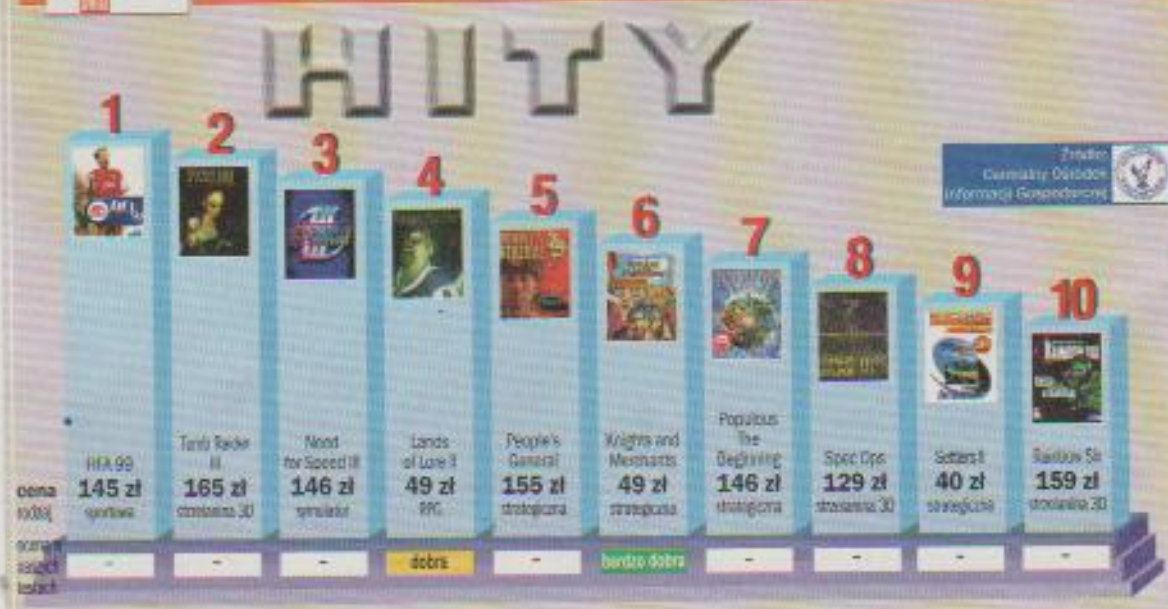 HITY
1
2
3
4
5
6
7
8
9
10
Źródło:
Centralny Ośrodek
Informacji Gospodarczej
FIFA 99
145 zł
sportowa
Tomb Raider
III
165 zł
strzelanina 3D
Need
for Speed III
146 zł
symulator
Lands
of Lore II
49 zł
RPG
People's
General
155 zł
strategiczna
Knights and
Merchants
49 zł
strategiczna
Populous
The
Beginning
146 zł
strategiczna
Spec Ops
129 zł
strzelanina 3D
Settlers II
40 zł
strategiczna
Rainbow Six
159 zł
strzelanina 3D
cena
rodzaj
ocena w
naszych
testach
-
-
-
dobra
-
bardzo dobra
-
-
-
-